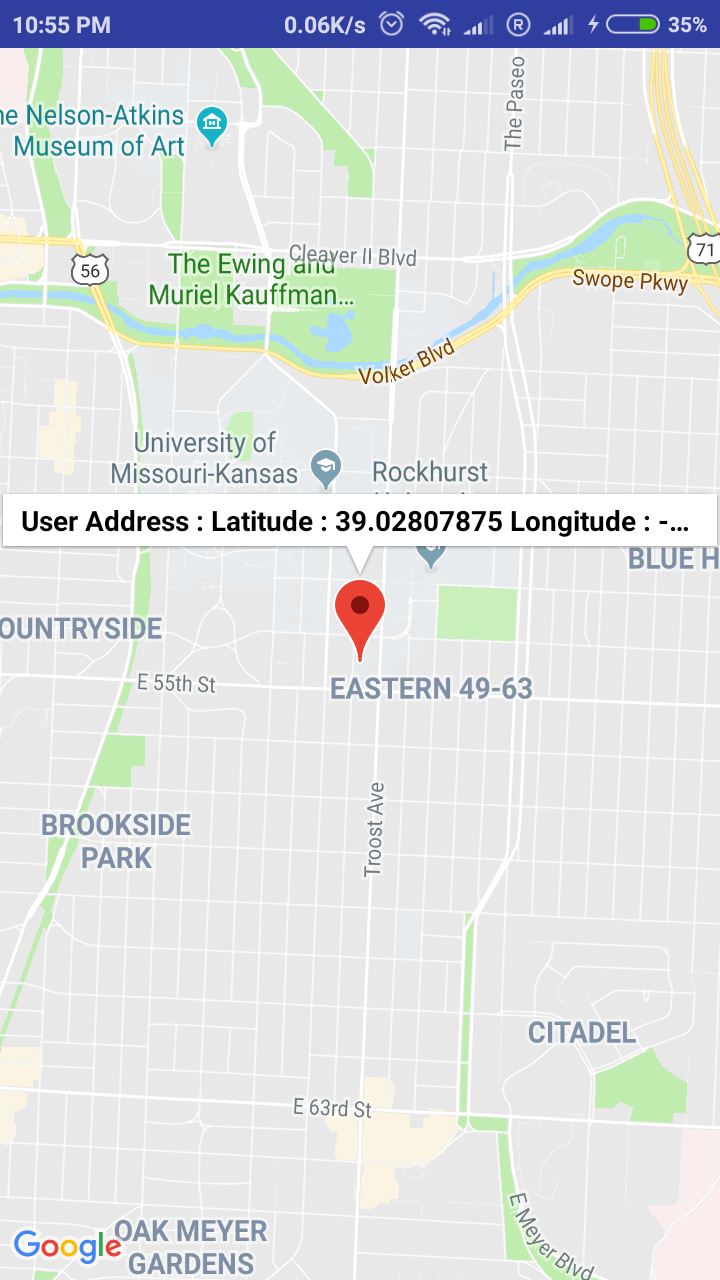 10:55 PM 0.06K/s R 35%
The Paseo
ne Nelson-Atkins
Museum of Art
Cleaver II Blvd
71
56
The Ewing and
Muriel Kauffman...
Swope Pkwy
Volker Blvd
University of
Missouri-Kansas
Rockhurst
User Address : Latitude : 39.02807875 Longitude : -...
BLUE H
OUNTRYSIDE
E 55th St
EASTERN 49-63
Troost Ave
BROOKSIDE
PARK
CITADEL
E 63rd St
E Meyer Blvd
OAK MEYER
GARDENS
Google